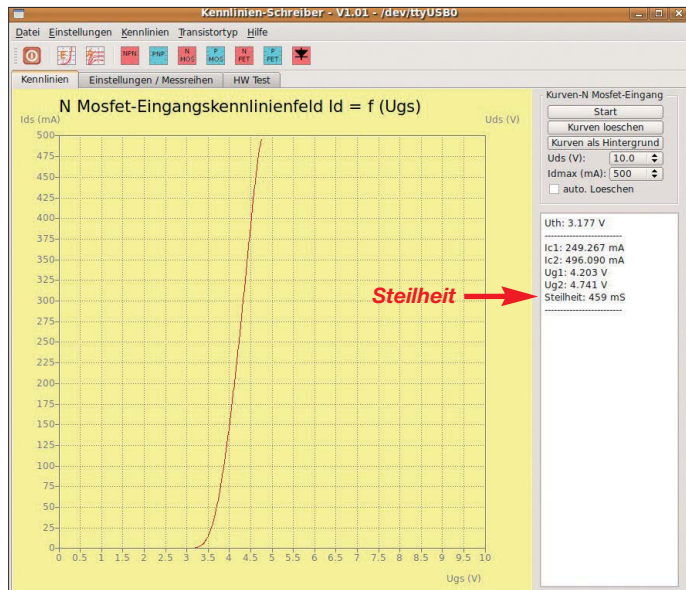 Kennlinien-Schreiber - V1.01 - /dev/ttyUSB0
Datei Einstellungen Kennlinien Transistortyp Hilfe
NPN PNP N MOS P MOS N FET P FET
Kennlinien Einstellungen / Messreihen HW Test
N Mosfet-Eingangskennlinienfeld Id = f (Ugs)
Ids (mA) Uds (V)
500
475
450
425
400
375
350
325
300
275
250
225
200
175
150
125
100
75
50
25
0
0 0.5 1 1.5 2 2.5 3 3.5 4 4.5 5 5.5 6 6.5 7 7.5 8 8.5 9 9.5 10
Ugs (V)
Kurven-N Mosfet-Eingang
Start
Kurven loeschen
Kurven als Hintergrund
Uds (V): 10.0
Idmax (mA): 500
auto. Loeschen
Uth: 3.177 V
-------------------------
Ic1: 249.267 mA
Ic2: 496.090 mA
Ug1: 4.203 V
Ug2: 4.741 V
Steilheit: 459 mS
-------------------------
Steilheit